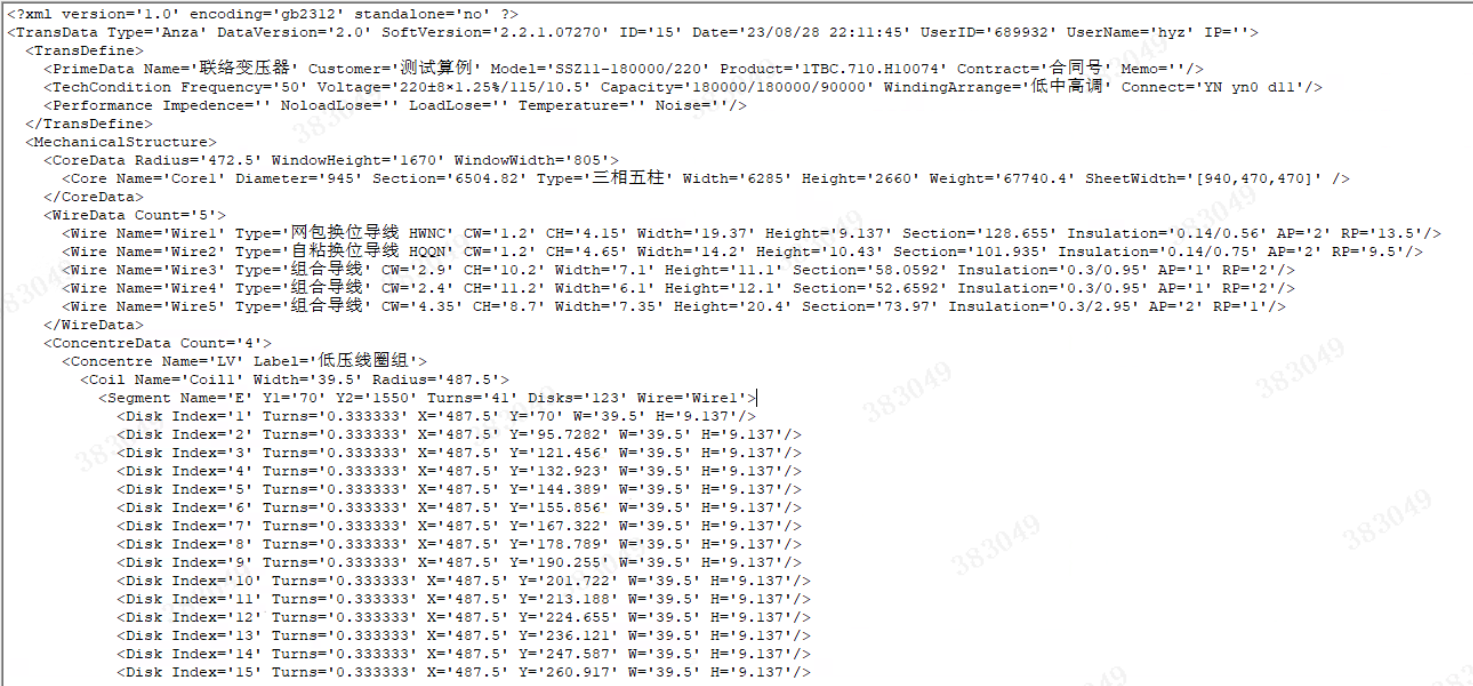 <?xml version='1.0' encoding='gb2312' standalone='no' ?>
<TransData Type='Anza' DataVersion='2.0' SoftVersion='2.2.1.07270' ID='15' Date='23/08/28 22:11:45' UserID='689932' UserName='hyz' IP=''>
<TransDefine>
<PrimeData Name='联络变压器' Customer='测试算例' Model='SSZ11-180000/220' Product='1TBC.710.H10074' Contract='合同号' Memo=''/>
<TechCondition Frequency='50' Voltage='220±8×1.25%/115/10.5' Capacity='180000/180000/90000' WindingArrange='低中高调' Connect='YN yn0 d11'/>
<Performance Impedence='' NoloadLose='' LoadLose='' Temperature='' Noise=''/>
</TransDefine>
<MechanicalStructure>
<CoreData Radius='472.5' WindowHeight='1670' WindowWidth='805'>
<Core Name='Core1' Diameter='945' Section='6504.82' Type='三相五柱' Width='6285' Height='2660' Weight='67740.4' SheetWidth='[940,470,470]' />
</CoreData>
<WireData Count='5'>
<Wire Name='Wire1' Type='网包换位导线 HWNC' CW='1.2' CH='4.15' Width='19.37' Height='9.137' Section='128.655' Insulation='0.14/0.56' AP='2' RP='13.5'/>
<Wire Name='Wire2' Type='自粘换位导线 HQQN' CW='1.2' CH='4.65' Width='14.2' Height='10.43' Section='101.935' Insulation='0.14/0.75' AP='2' RP='9.5'/>
<Wire Name='Wire3' Type='组合导线' CW='2.9' CH='10.2' Width='7.1' Height='11.1' Section='58.0592' Insulation='0.3/0.95' AP='1' RP='2'/>
<Wire Name='Wire4' Type='组合导线' CW='2.4' CH='11.2' Width='6.1' Height='12.1' Section='52.6592' Insulation='0.3/0.95' AP='1' RP='2'/>
<Wire Name='Wire5' Type='组合导线' CW='4.35' CH='8.7' Width='7.35' Height='20.4' Section='73.97' Insulation='0.3/2.95' AP='2' RP='1'/>
</WireData>
<ConcentreData Count='4'>
<Concentre Name='LV' Label='低压线圈组'>
<Coil Name='Coil1' Width='39.5' Radius='487.5'>
<Segment Name='E' Y1='70' Y2='1550' Turns='41' Disks='123' Wire='Wire1'>
<Disk Index='1' Turns='0.333333' X='487.5' Y='70' W='39.5' H='9.137'/>
<Disk Index='2' Turns='0.333333' X='487.5' Y='95.7282' W='39.5' H='9.137'/>
<Disk Index='3' Turns='0.333333' X='487.5' Y='121.456' W='39.5' H='9.137'/>
<Disk Index='4' Turns='0.333333' X='487.5' Y='132.923' W='39.5' H='9.137'/>
<Disk Index='5' Turns='0.333333' X='487.5' Y='144.389' W='39.5' H='9.137'/>
<Disk Index='6' Turns='0.333333' X='487.5' Y='155.856' W='39.5' H='9.137'/>
<Disk Index='7' Turns='0.333333' X='487.5' Y='167.322' W='39.5' H='9.137'/>
<Disk Index='8' Turns='0.333333' X='487.5' Y='178.789' W='39.5' H='9.137'/>
<Disk Index='9' Turns='0.333333' X='487.5' Y='190.255' W='39.5' H='9.137'/>
<Disk Index='10' Turns='0.333333' X='487.5' Y='201.722' W='39.5' H='9.137'/>
<Disk Index='11' Turns='0.333333' X='487.5' Y='213.188' W='39.5' H='9.137'/>
<Disk Index='12' Turns='0.333333' X='487.5' Y='224.655' W='39.5' H='9.137'/>
<Disk Index='13' Turns='0.333333' X='487.5' Y='236.121' W='39.5' H='9.137'/>
<Disk Index='14' Turns='0.333333' X='487.5' Y='247.587' W='39.5' H='9.137'/>
<Disk Index='15' Turns='0.333333' X='487.5' Y='260.917' W='39.5' H='9.137'/>
383049
383049
383049
383049